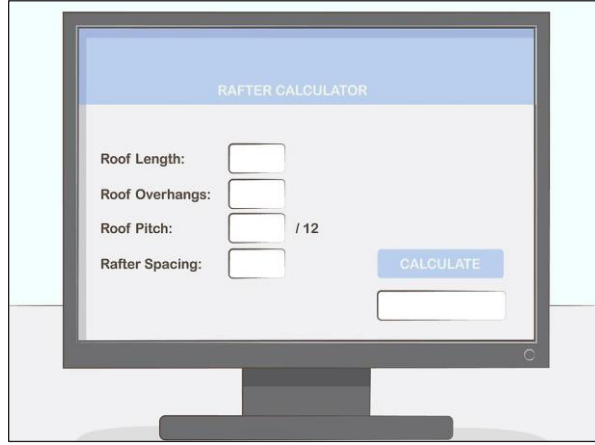 RAFTER CALCULATOR
Roof Length:
Roof Overhangs:
Roof Pitch: / 12
Rafter Spacing:
CALCULATE